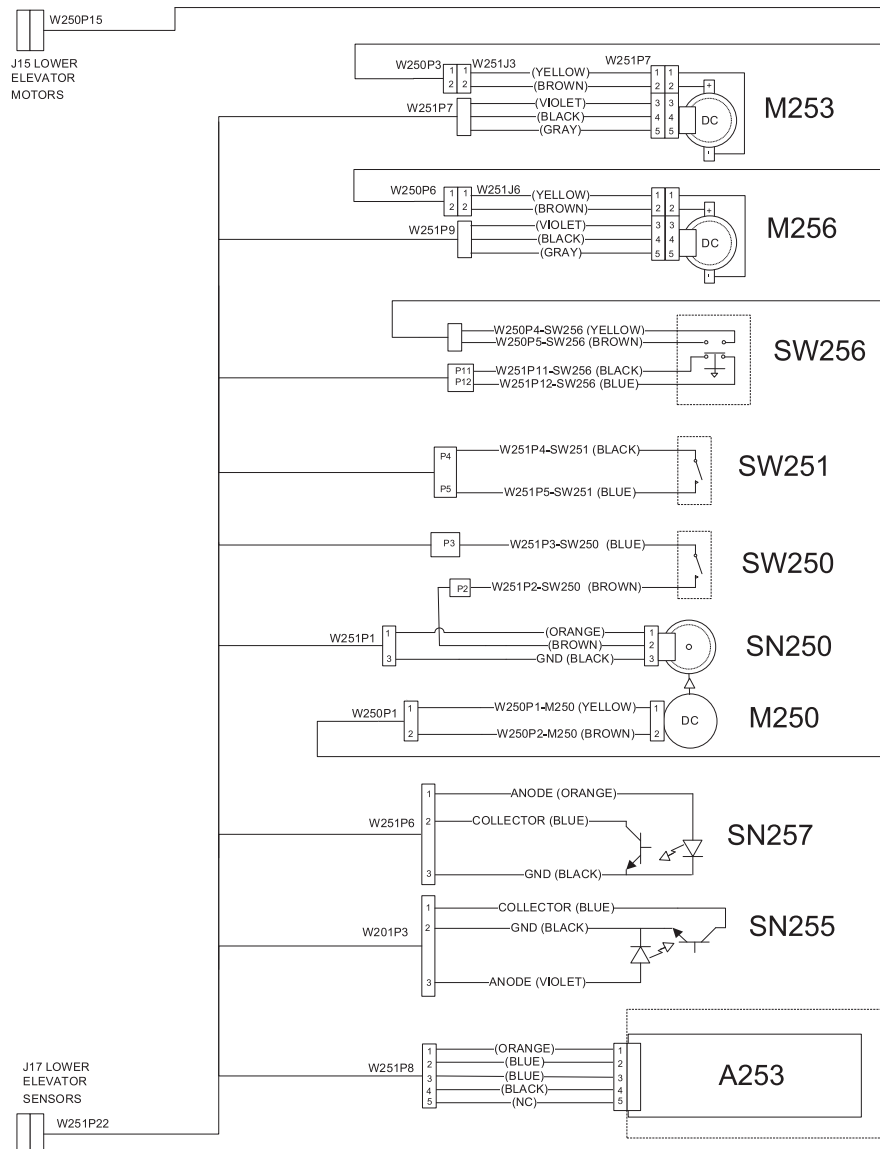 W250P15
J15 LOWER
ELEVATOR
MOTORS
W250P3 1 1 W251J3 (YELLOW) W251P7 1 1
2 2 (BROWN) 2 2 +
W251P7 (VIOLET) 3 3
(BLACK) 4 4 DC
(GRAY) 5 5
-
M253
W250P6 1 1 W251J6 (YELLOW) 1 1
2 2 (BROWN) 2 2 +
W251P9 (VIOLET) 3 3
(BLACK) 4 4 DC
(GRAY) 5 5
-
M256
W250P4-SW256 (YELLOW)
W250P5-SW256 (BROWN)
SW256
P11 W251P11-SW256 (BLACK)
P12 W251P12-SW256 (BLUE)
P4 W251P4-SW251 (BLACK)
SW251
P5 W251P5-SW251 (BLUE)
P3 W251P3-SW250 (BLUE)
SW250
P2 W251P2-SW250 (BROWN)
W251P1 1 (ORANGE) 1
(BROWN) 2
3 GND (BLACK) 3
SN250
W250P1 1 W250P1-M250 (YELLOW) 1
DC
M250
2 W250P2-M250 (BROWN) 2
1 ANODE (ORANGE)
W251P6 2 COLLECTOR (BLUE)
SN257
3 GND (BLACK)
1 COLLECTOR (BLUE)
W201P3 2 GND (BLACK)
SN255
3 ANODE (VIOLET)
1 (ORANGE) 1
2 (BLUE) 2
W251P8 3 (BLUE) 3
4 (BLACK) 4
5 (NC) 5
A253
J17 LOWER
ELEVATOR
SENSORS
W251P22